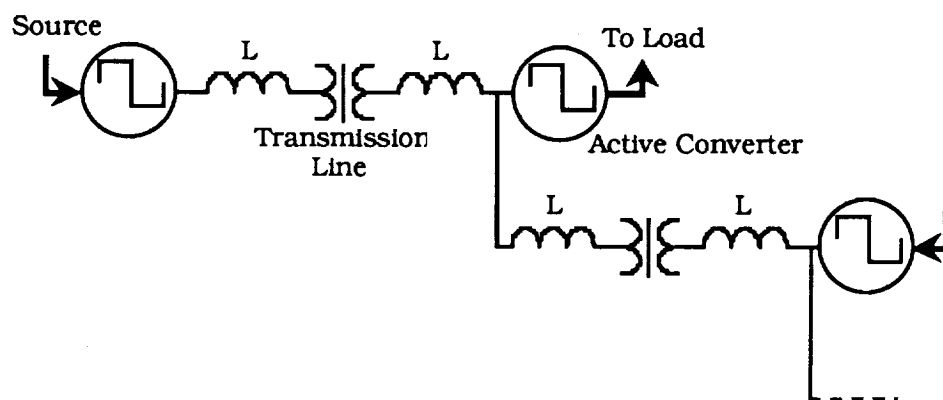 Source
L
L
To Load
Transmission
Line
Active Converter
L
L